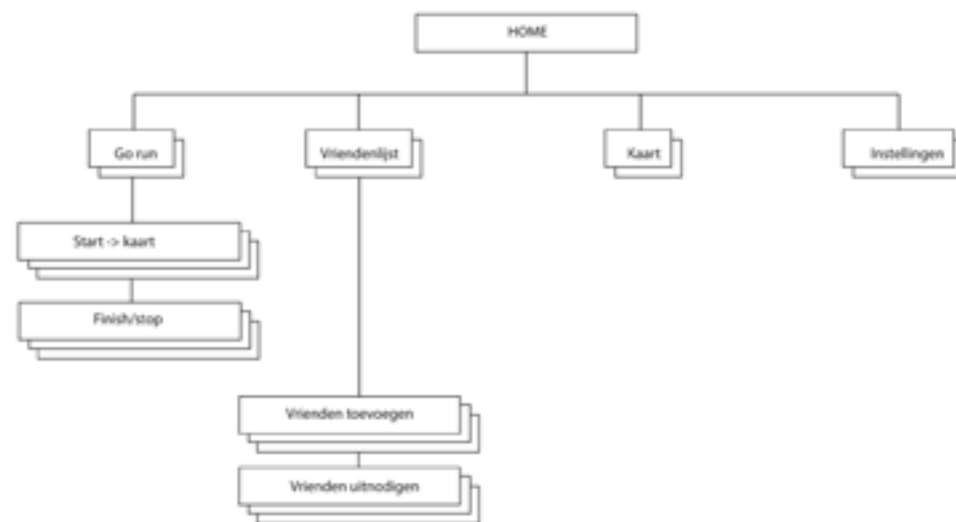 HOME
Go run
Vriendenlijst
Kaart
Instellingen
Start -> kaart
Finish/stop
Vrienden toevoegen
Vrienden uitnodigen